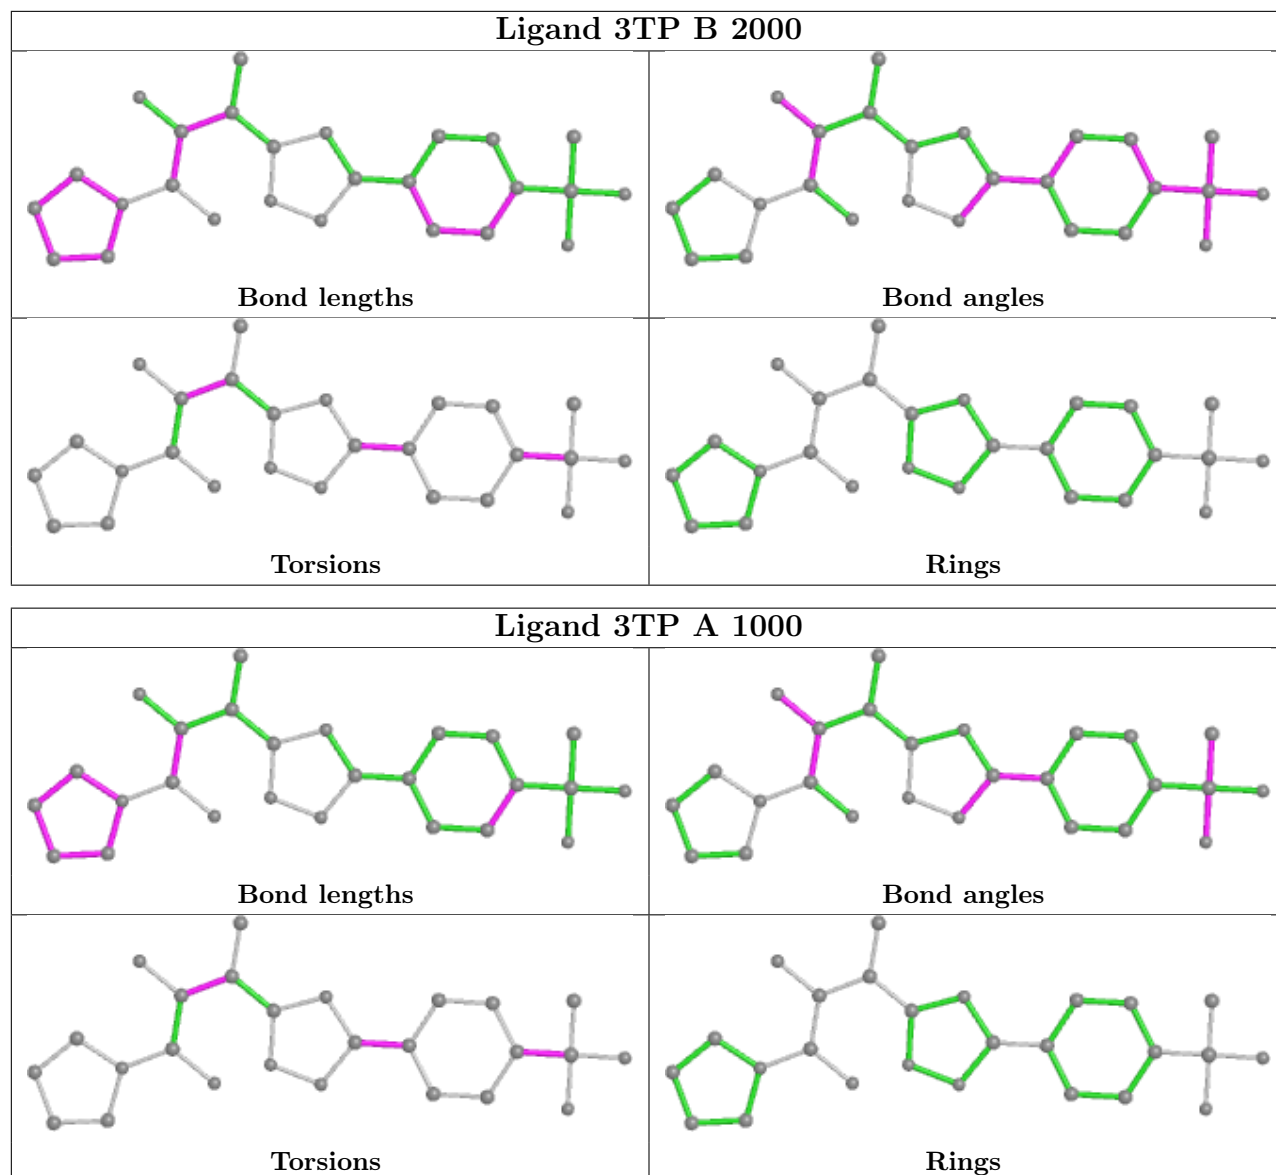 Ligand 3TP B 2000
Bond lengths
Bond angles
Torsions
Rings
Ligand 3TP A 1000
Bond lengths
Bond angles
Torsions
Rings